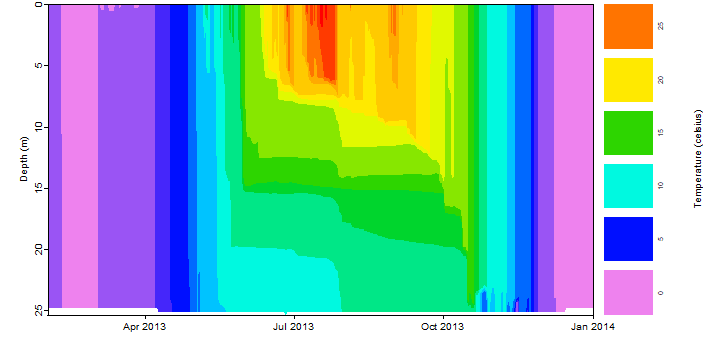 0
5
10
15
20
25
Depth (m)
Apr 2013
Jul 2013
Oct 2013
Jan 2014
25
20
15
10
5
0
Temperature (celsius)